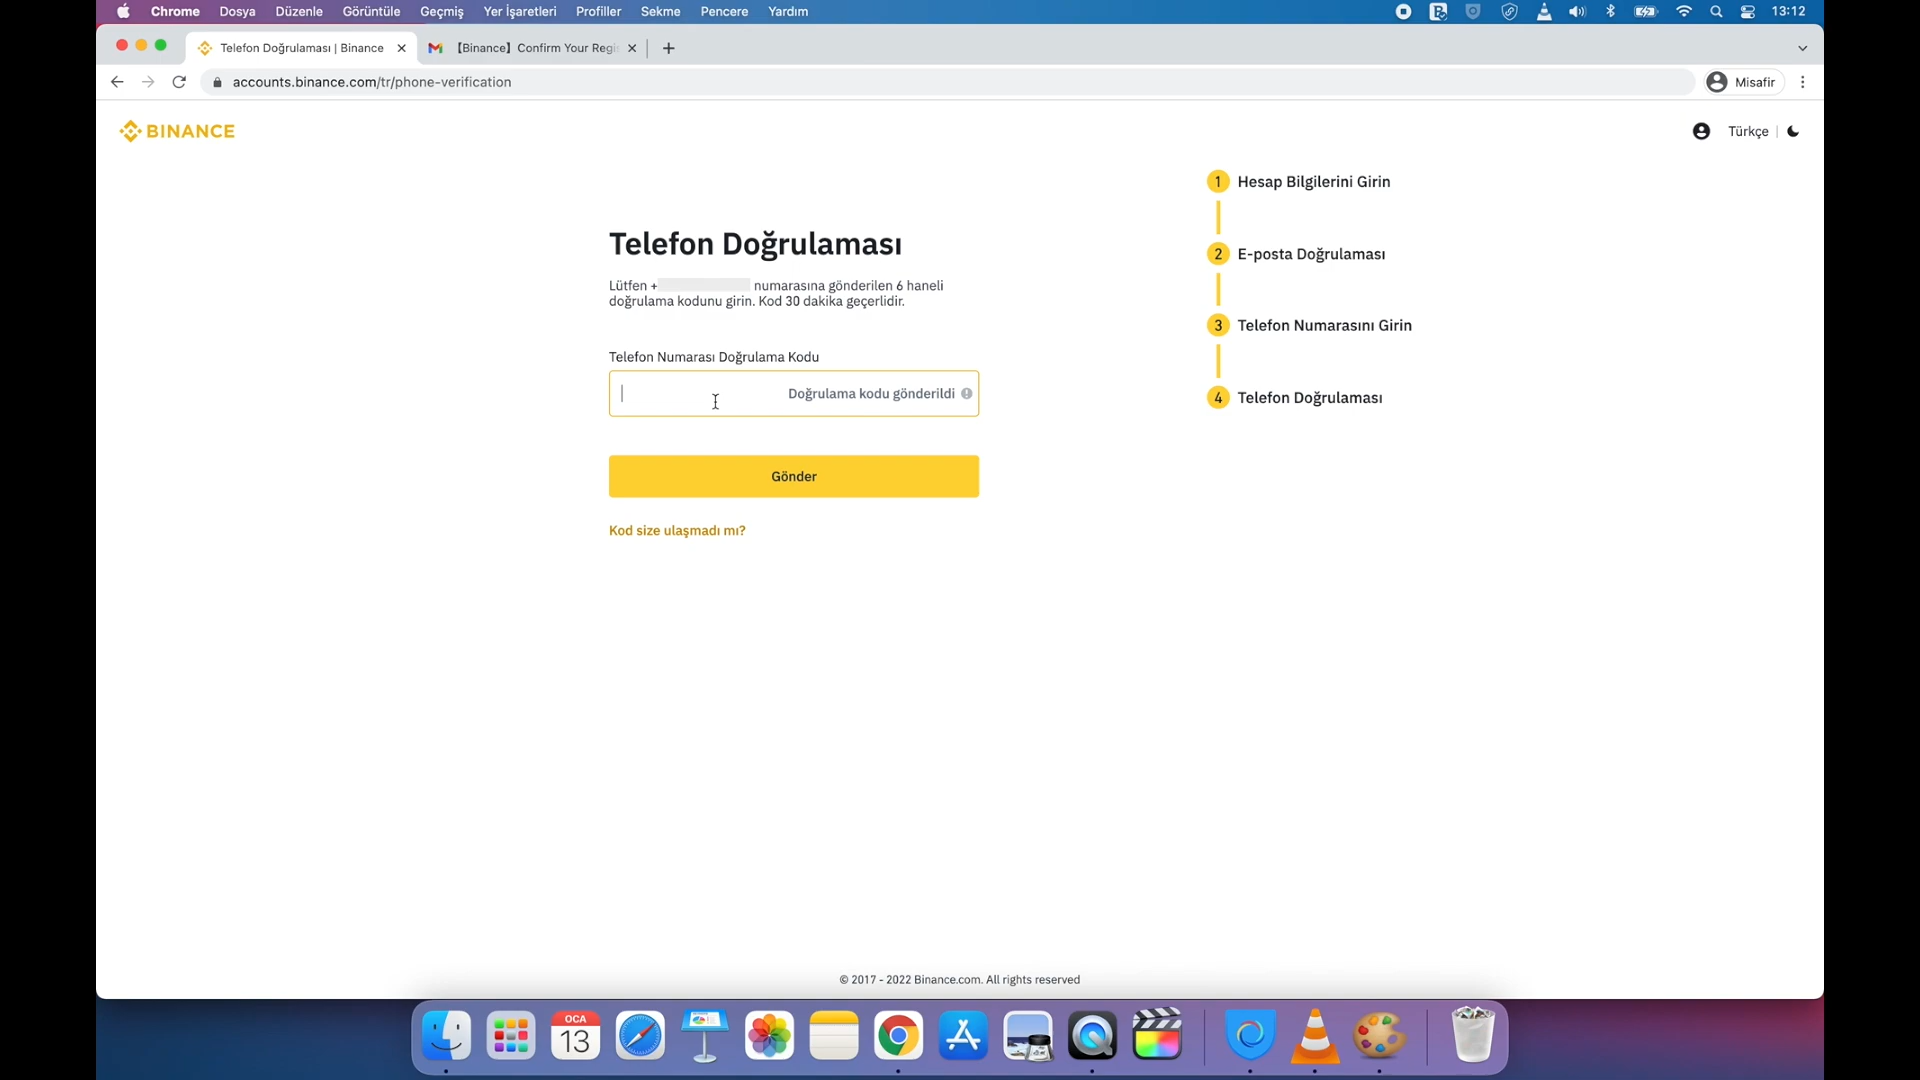 Chrome Dosya Düzenle Görüntüle Geçmiş Yer İşaretleri Profiller Sekme Pencere Yardım 13:12
Telefon Doğrulaması | Binance 【Binance】Confirm Your Regi
accounts.binance.com/tr/phone-verification Misafir
BINANCE Türkçe
Telefon Doğrulaması
Lütfen + numarasına gönderilen 6 haneli
doğrulama kodunu girin. Kod 30 dakika geçerlidir.
Telefon Numarası Doğrulama Kodu
Doğrulama kodu gönderildi
Gönder
Kod size ulaşmadı mı?
1 Hesap Bilgilerini Girin
2 E-posta Doğrulaması
3 Telefon Numarasını Girin
4 Telefon Doğrulaması
© 2017 - 2022 Binance.com. All rights reserved
OCA
13